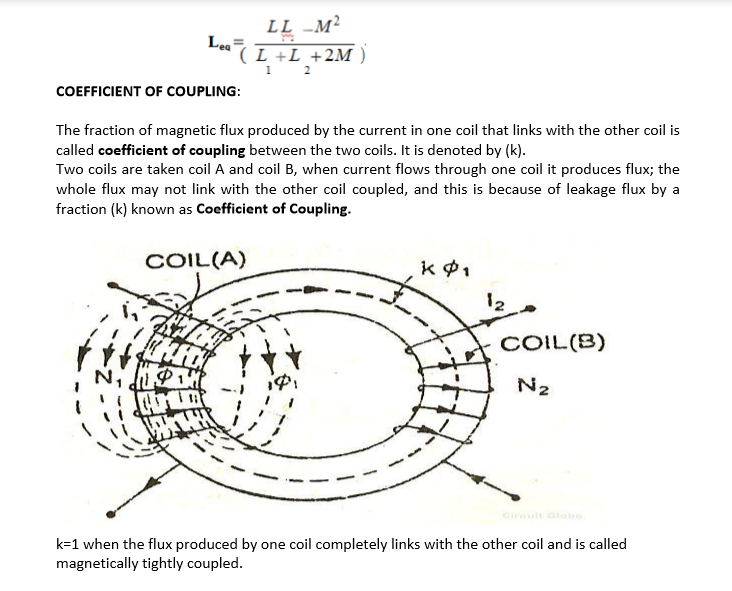 LL –M²
Leq=
( L +L +2M )
1 2
COEFFICIENT OF COUPLING:
The fraction of magnetic flux produced by the current in one coil that links with the other coil is
called coefficient of coupling between the two coils. It is denoted by (k).
Two coils are taken coil A and coil B, when current flows through one coil it produces flux; the
whole flux may not link with the other coil coupled, and this is because of leakage flux by a
fraction (k) known as Coefficient of Coupling.
COIL(A)
k ϕ1
I1
I2
COIL(B)
N1
ϕ1
ϕ1
N2
Circuit Globe
k=1 when the flux produced by one coil completely links with the other coil and is called
magnetically tightly coupled.